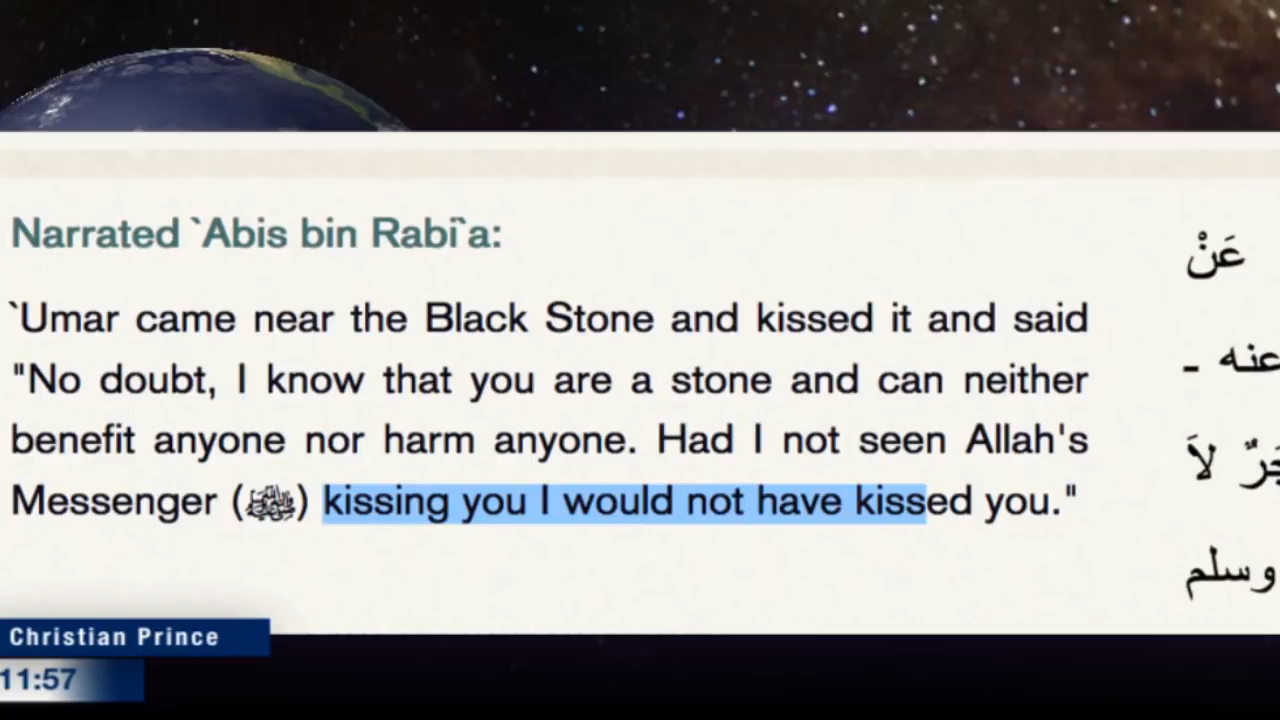 Narrated `Abis bin Rabi`a:
`Umar came near the Black Stone and kissed it and said
"No doubt, I know that you are a stone and can neither
benefit anyone nor harm anyone. Had I not seen Allah's
Messenger (ﷺ) kissing you I would not have kissed you."
عَنْ
عنه ـ
لاَ
وسلم
Christian Prince
11:57